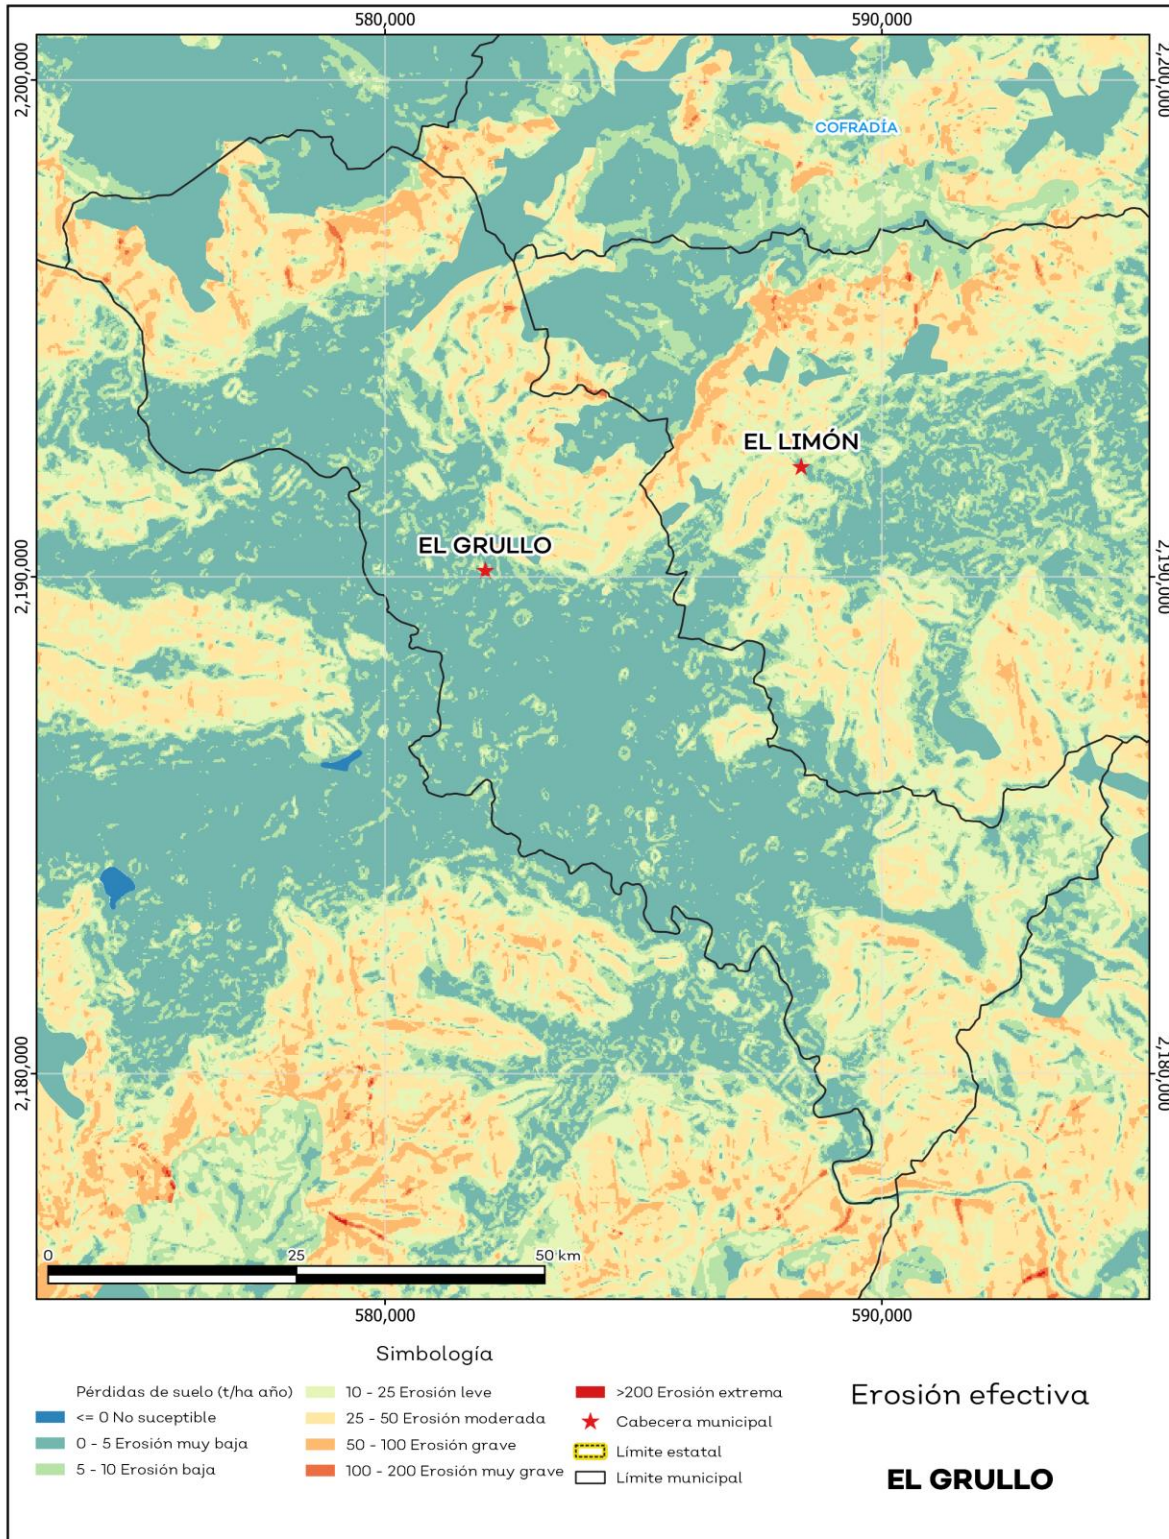 580,000
590,000
2,200,000
2,200,000
COFRADÍA
EL LIMÓN
EL GRULLO
2,190,000
2,190,000
2,180,000
2,180,000
0
25
50 km
580,000
590,000
Simbología
Pérdidas de suelo (t/ha año)
<= 0 No suceptible
0 - 5 Erosión muy baja
5 - 10 Erosión baja
10 - 25 Erosión leve
25 - 50 Erosión moderada
50 - 100 Erosión grave
100 - 200 Erosión muy grave
>200 Erosión extrema
Cabecera municipal
Límite estatal
Límite municipal
Erosión efectiva
EL GRULLO